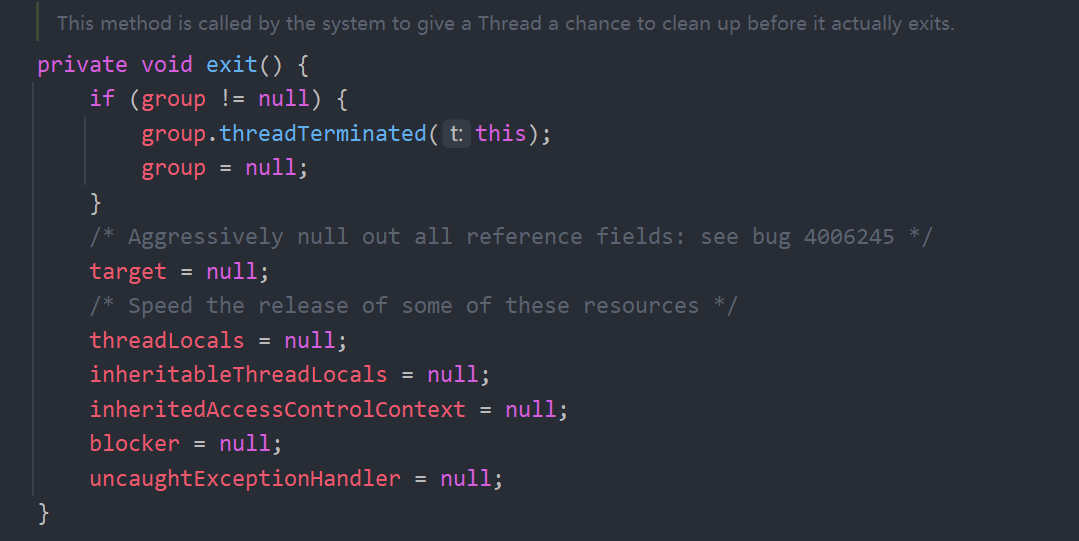 This method is called by the system to give a Thread a chance to clean up before it actually exits.
private void exit() {
    if (group != null) {
        group.threadTerminated( t: this);
        group = null;
    }
    /* Aggressively null out all reference fields: see bug 4006245 */
    target = null;
    /* Speed the release of some of these resources */
    threadLocals = null;
    inheritableThreadLocals = null;
    inheritedAccessControlContext = null;
    blocker = null;
    uncaughtExceptionHandler = null;
}